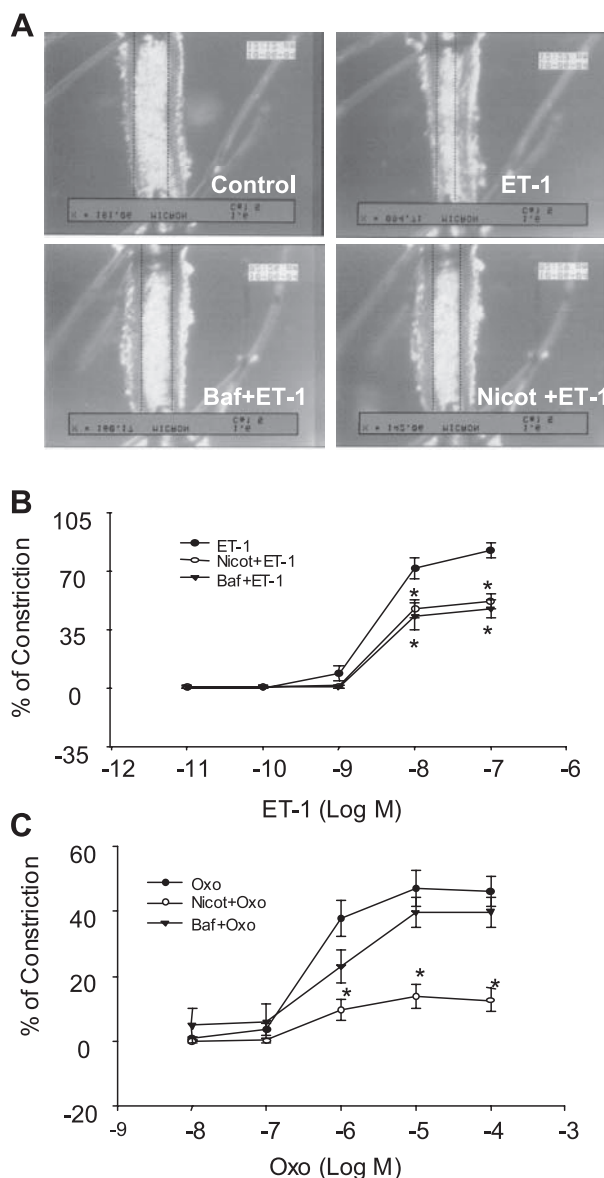 A
Control
ET-1
Baf+ET-1
Nicot +ET-1
B
105
70
35
0
-35
% of Constriction
ET-1
Nicot+ET-1
Baf+ET-1
*
*
*
*
-12
-11
-10
-9
-8
-7
-6
ET-1 (Log M)
C
60
40
20
0
-20
% of Constriction
Oxo
Nicot+Oxo
Baf+Oxo
*
*
*
-9
-8
-7
-6
-5
-4
-3
Oxo (Log M)